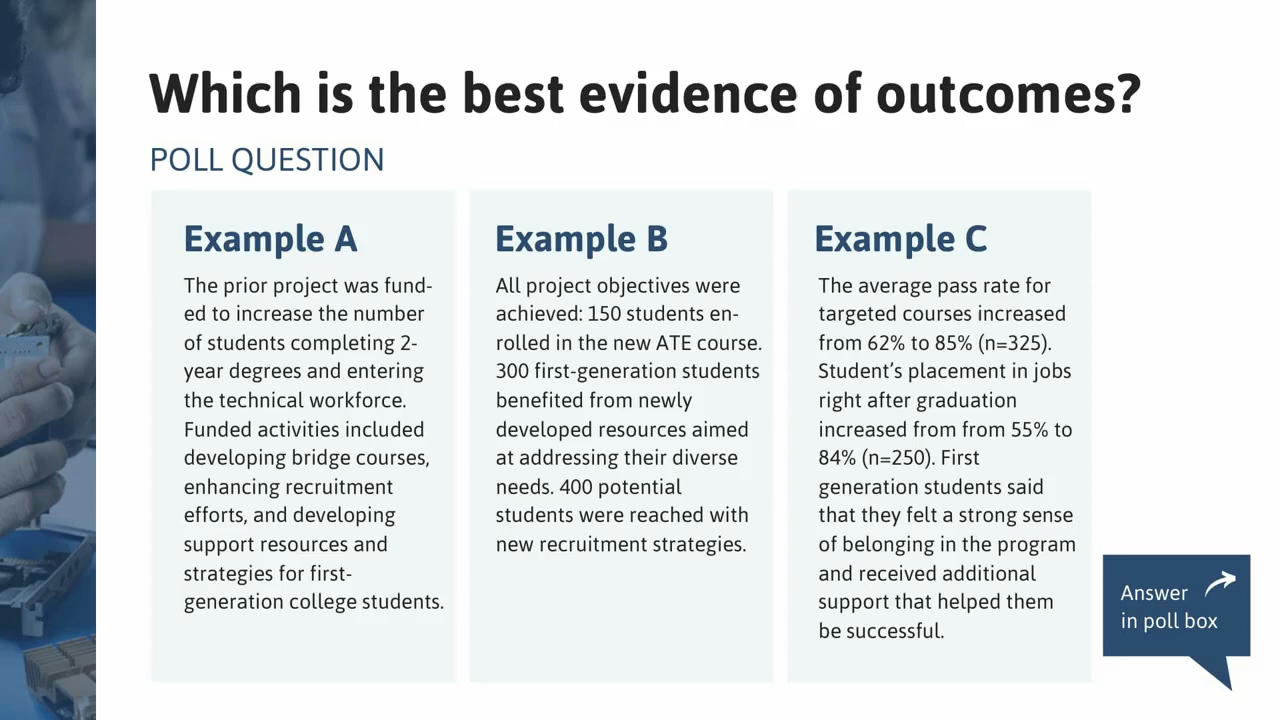 Which is the best evidence of outcomes?
POLL QUESTION
Example A
The prior project was fund-
ed to increase the number
of students completing 2-
year degrees and entering
the technical workforce.
Funded activities included
developing bridge courses,
enhancing recruitment
efforts, and developing
support resources and
strategies for first-
generation college students.
Example B
All project objectives were
achieved: 150 students en-
rolled in the new ATE course.
300 first-generation students
benefited from newly
developed resources aimed
at addressing their diverse
needs. 400 potential
students were reached with
new recruitment strategies.
Example C
The average pass rate for
targeted courses increased
from 62% to 85% (n=325).
Student’s placement in jobs
right after graduation
increased from from 55% to
84% (n=250). First
generation students said
that they felt a strong sense
of belonging in the program
and received additional
support that helped them
be successful.
Answer
in poll box